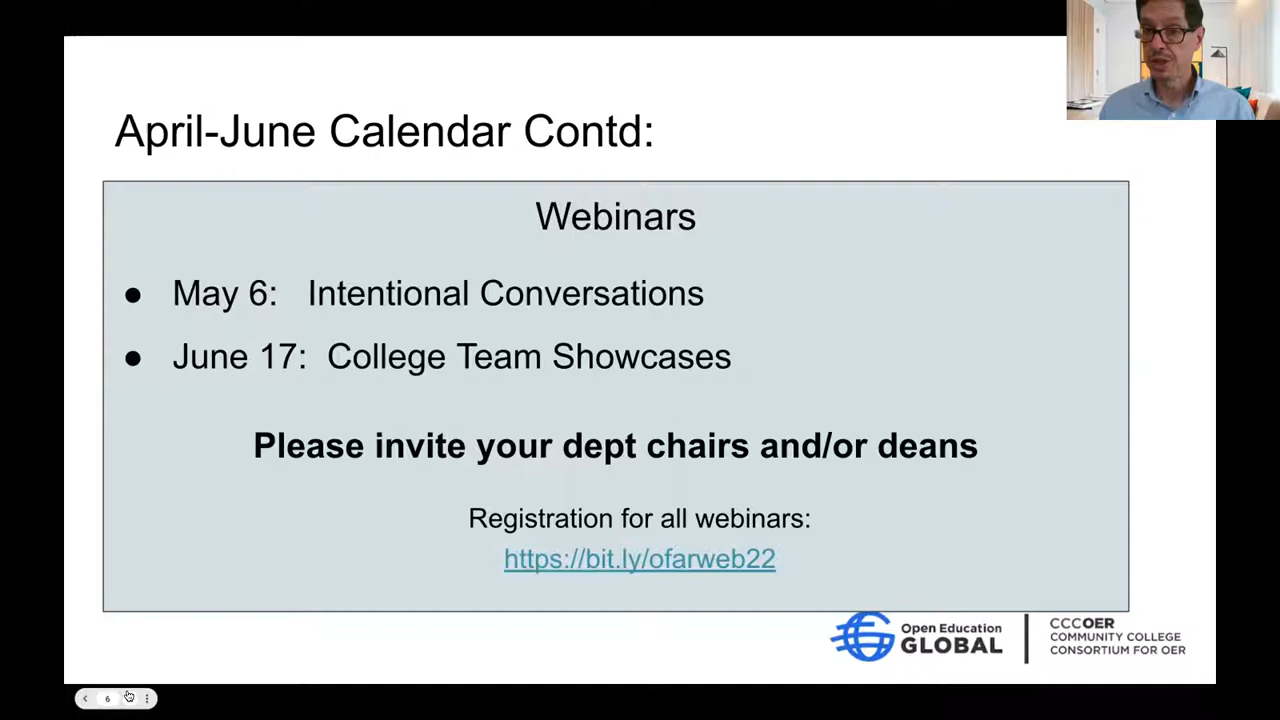 April-June Calendar Contd:
Webinars
● May 6: Intentional Conversations
● June 17: College Team Showcases
Please invite your dept chairs and/or deans
Registration for all webinars:
https://bit.ly/ofarweb22
Open Education
GLOBAL
CCCOER
COMMUNITY COLLEGE
CONSORTIUM FOR OER
6